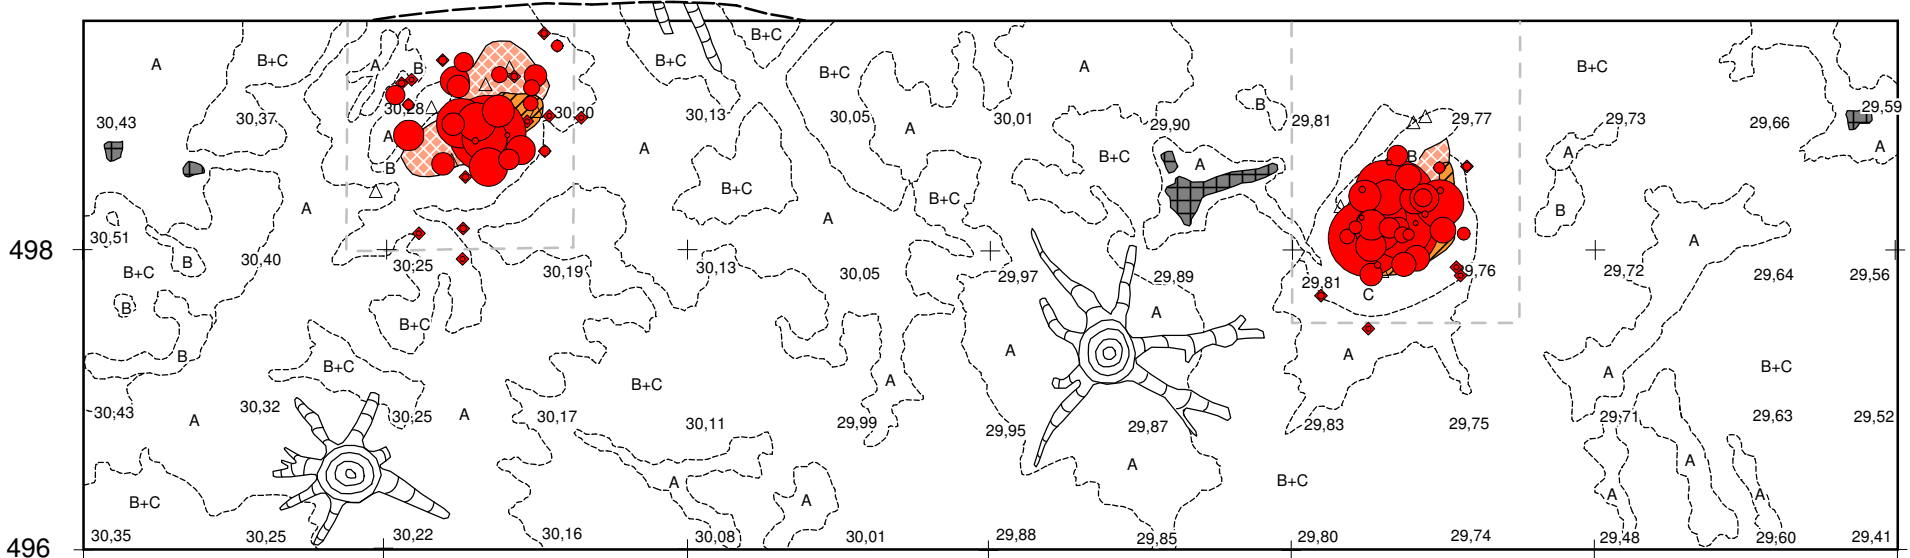 B+C
A B+C A B B+C B+C A B+C
30,43 30,37 30,28 30,20 30,13 30,05 30,01 29,90 B 29,81 29,77 29,73 29,66 29,59
A A A B+C A B A A
B B+C B+C B
A A
30,51 A
498 B B+C 30,40 30,25 30,19 30,13 30,05 29,97 29,89 29,81 29,76 29,72 29,64 29,56
B C
B+C A
B B+C A A A B+C
B+C A
30,43 A 30,32 30,25 A 30,17 30,11 29,99 29,95 29,87 29,83 29,75 29,71 29,63 29,52
A A
B+C A A B+C A A
496 30,35 30,25 30,22 30,16 30,08 30,01 29,88 29,85 29,80 29,74 29,48 29,60 29,41